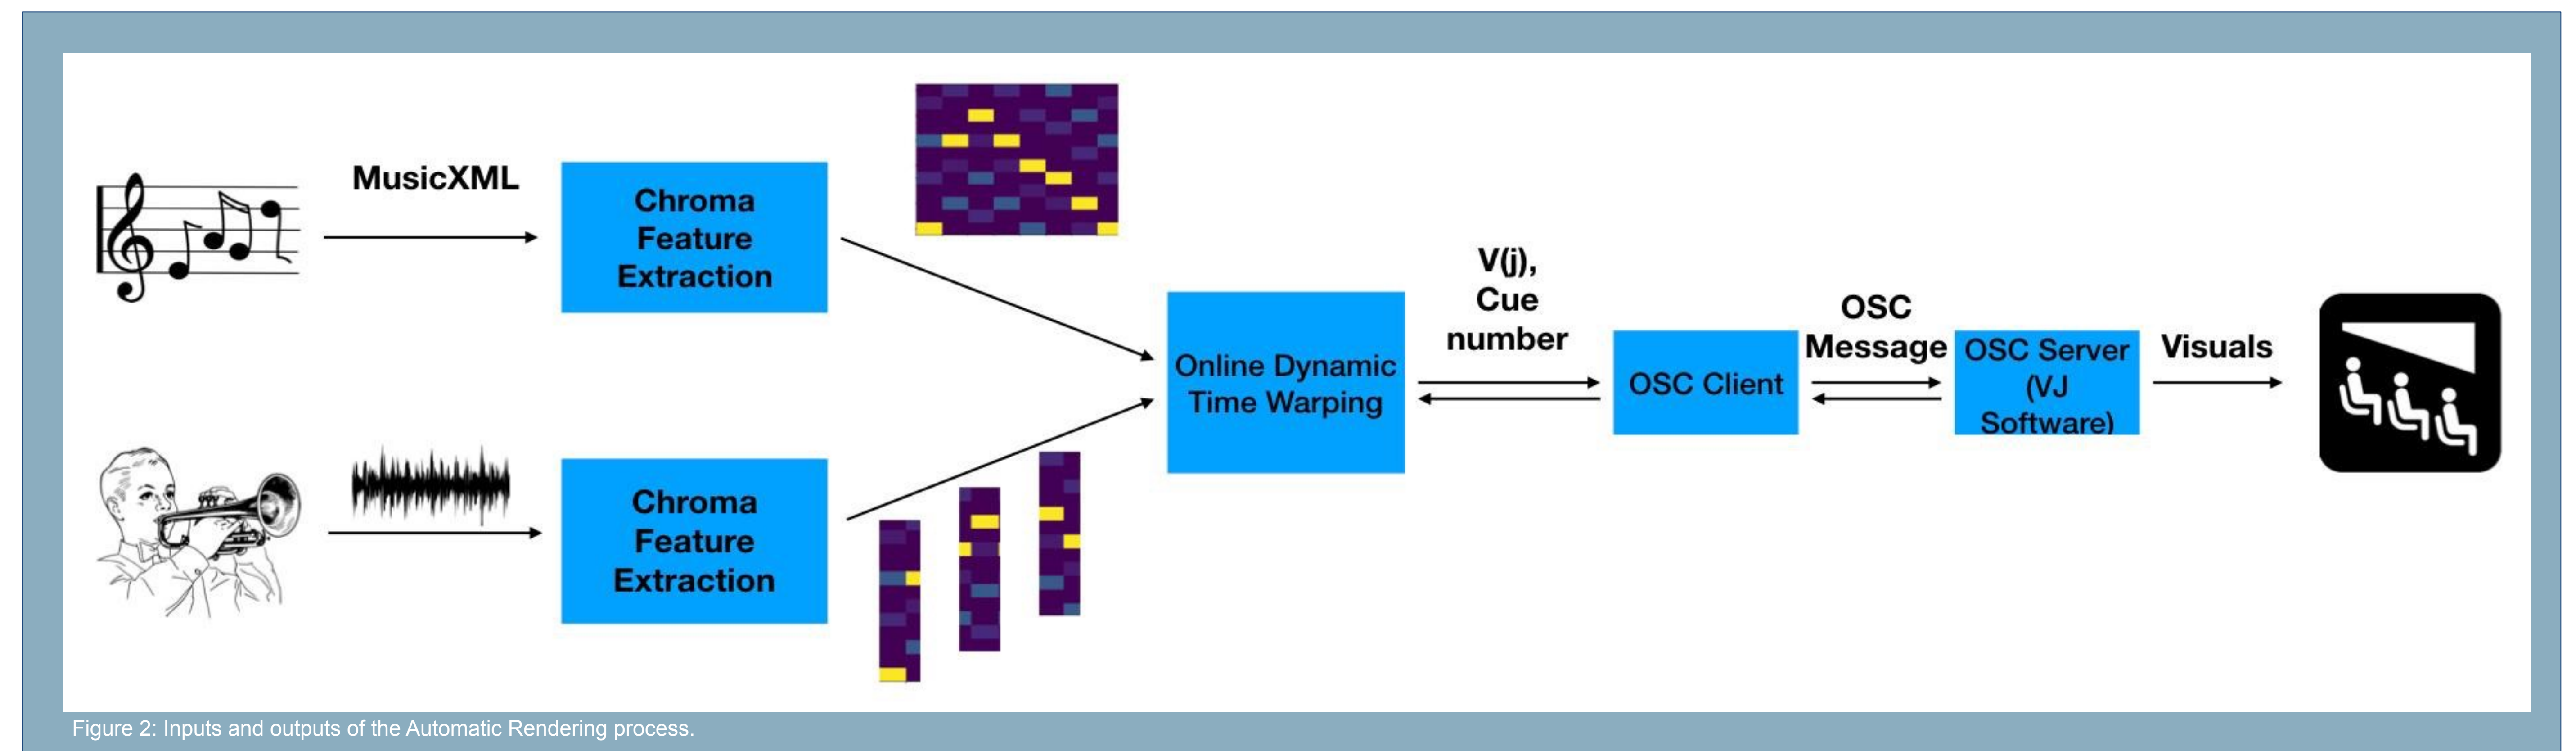 MusicXML
Chroma
Feature
Extraction
Chroma
Feature
Extraction
Online Dynamic
Time Warping
V(j),
Cue
number
OSC Client
OSC
Message
OSC Server
(VJ
Software)
Visuals
Figure 2: Inputs and outputs of the Automatic Rendering process.